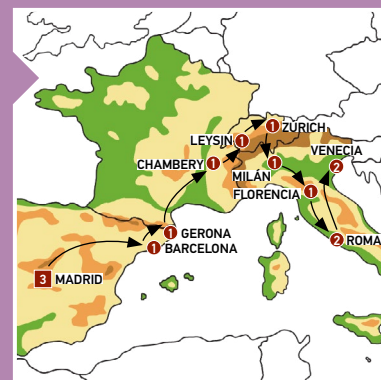 1 ZÚRICH
LEYSIN 1
VENECIA
CHAMBERY 1
1
2
MILÁN
FLORENCIA 1
1 GERONA
2 ROMA
1 BARCELONA
3 MADRID